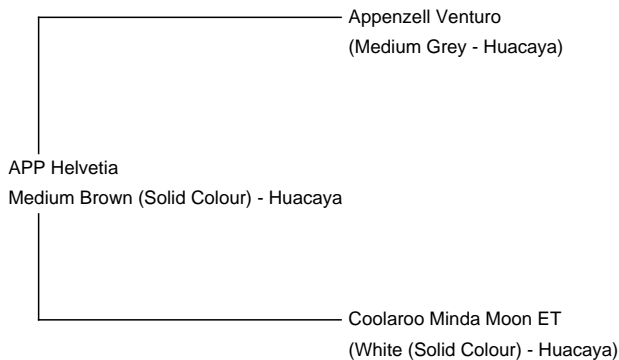 Appenzell Venturo
(Medium Grey - Huacaya)
APP Helvetia
Medium Brown (Solid Colour) - Huacaya
Coolaroo Minda Moon ET
(White (Solid Colour) - Huacaya)